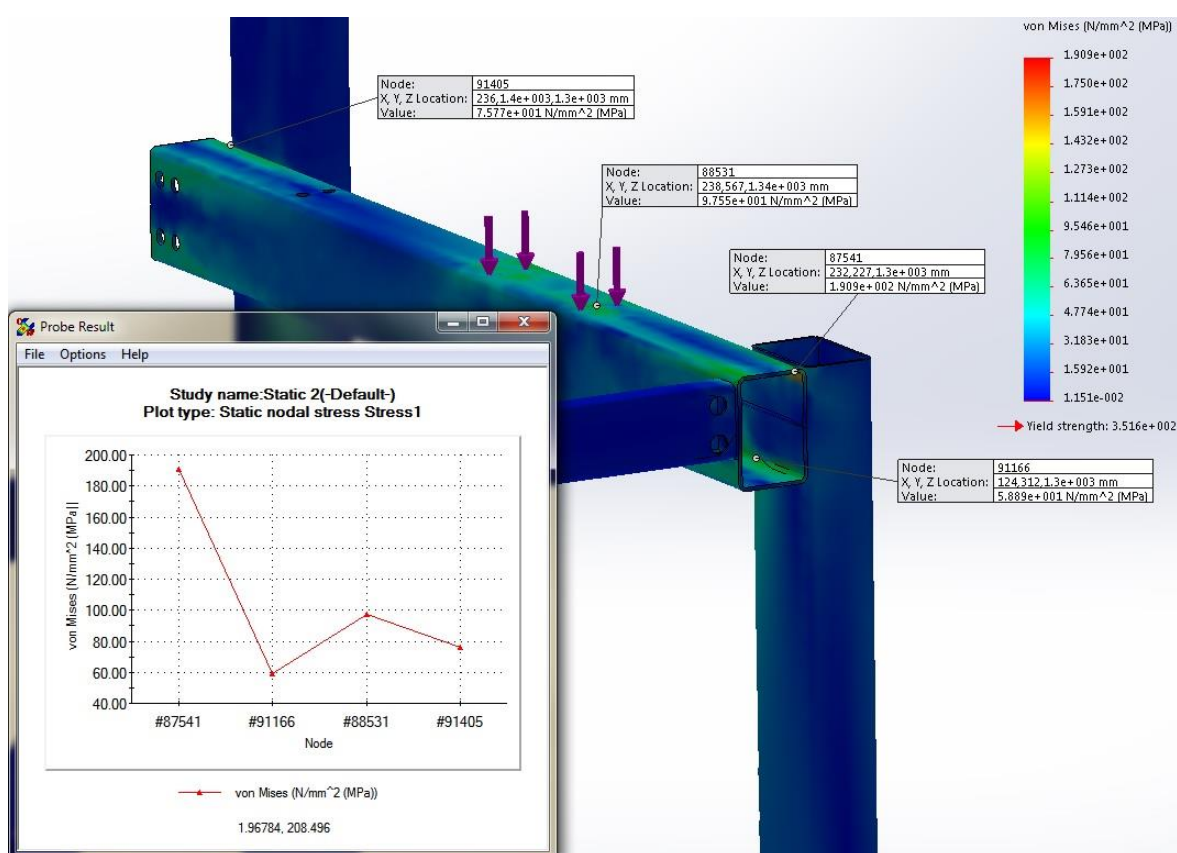 von Mises (N/mm^2 (MPa))
1.909e+002
1.750e+002
1.591e+002
1.432e+002
1.273e+002
1.114e+002
9.546e+001
7.956e+001
6.365e+001
4.774e+001
3.183e+001
1.592e+001
1.151e-002
Yield strength: 3.516e+002
Node: 91405
X, Y, Z Location: 236,1.4e+003,1.3e+003 mm
Value: 7.577e+001 N/mm^2 (MPa)
Node: 88531
X, Y, Z Location: 238,567,1.34e+003 mm
Value: 9.755e+001 N/mm^2 (MPa)
Node: 87541
X, Y, Z Location: 232,227,1.3e+003 mm
Value: 1.909e+002 N/mm^2 (MPa)
Node: 91166
X, Y, Z Location: 124,312,1.3e+003 mm
Value: 5.889e+001 N/mm^2 (MPa)
Probe Result
File Options Help
Study name:Static 2(-Default-)
Plot type: Static nodal stress Stress1
von Mises (N/mm^2 (MPa))
200.00
180.00
160.00
140.00
120.00
100.00
80.00
60.00
40.00
#87541 #91166 #88531 #91405
Node
von Mises (N/mm^2 (MPa))
1.96784, 208.496